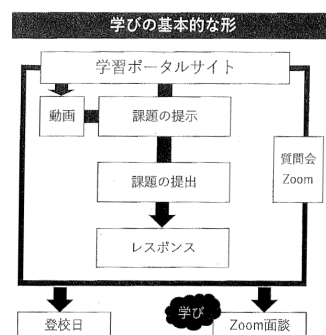 学びの基本的な形
学習ポータルサイト
動画
課題の提示
質問会
Zoom
課題の提出
レスポンス
学び
登校日
Zoom面談